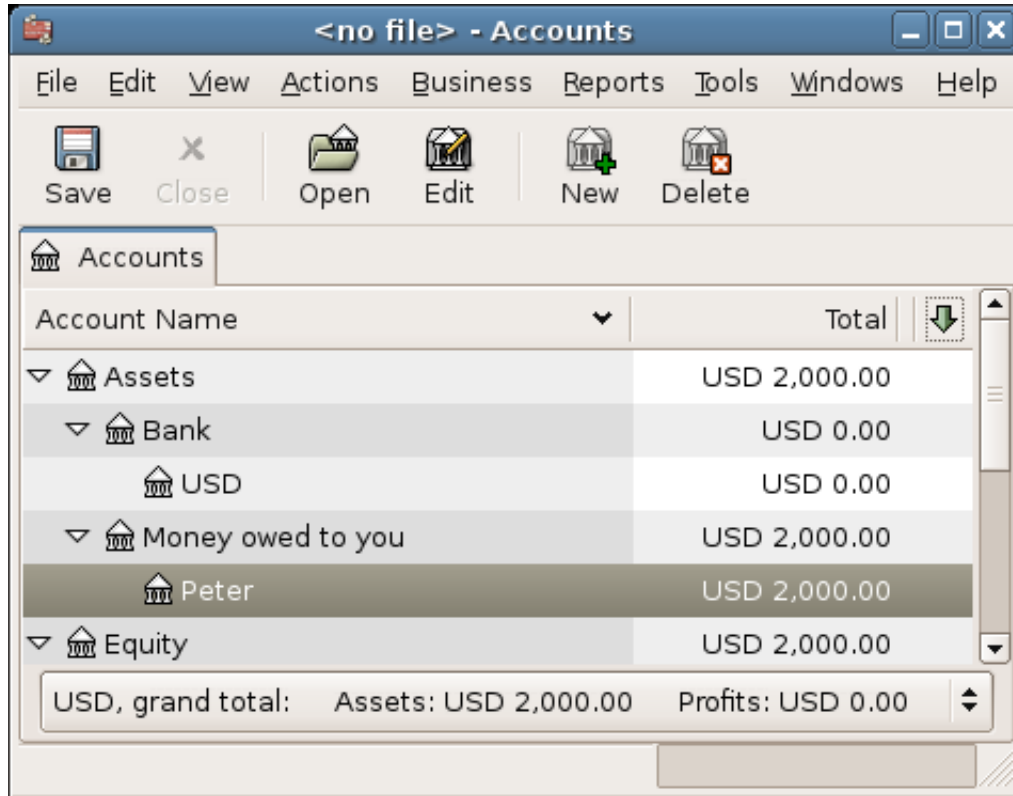 <no file> - Accounts
File Edit View Actions Business Reports Tools Windows Help
Save Close Open Edit New Delete
Accounts
Account Name Total
Assets USD 2,000.00
Bank USD 0.00
USD USD 0.00
Money owed to you USD 2,000.00
Peter USD 2,000.00
Equity USD 2,000.00
USD, grand total: Assets: USD 2,000.00 Profits: USD 0.00